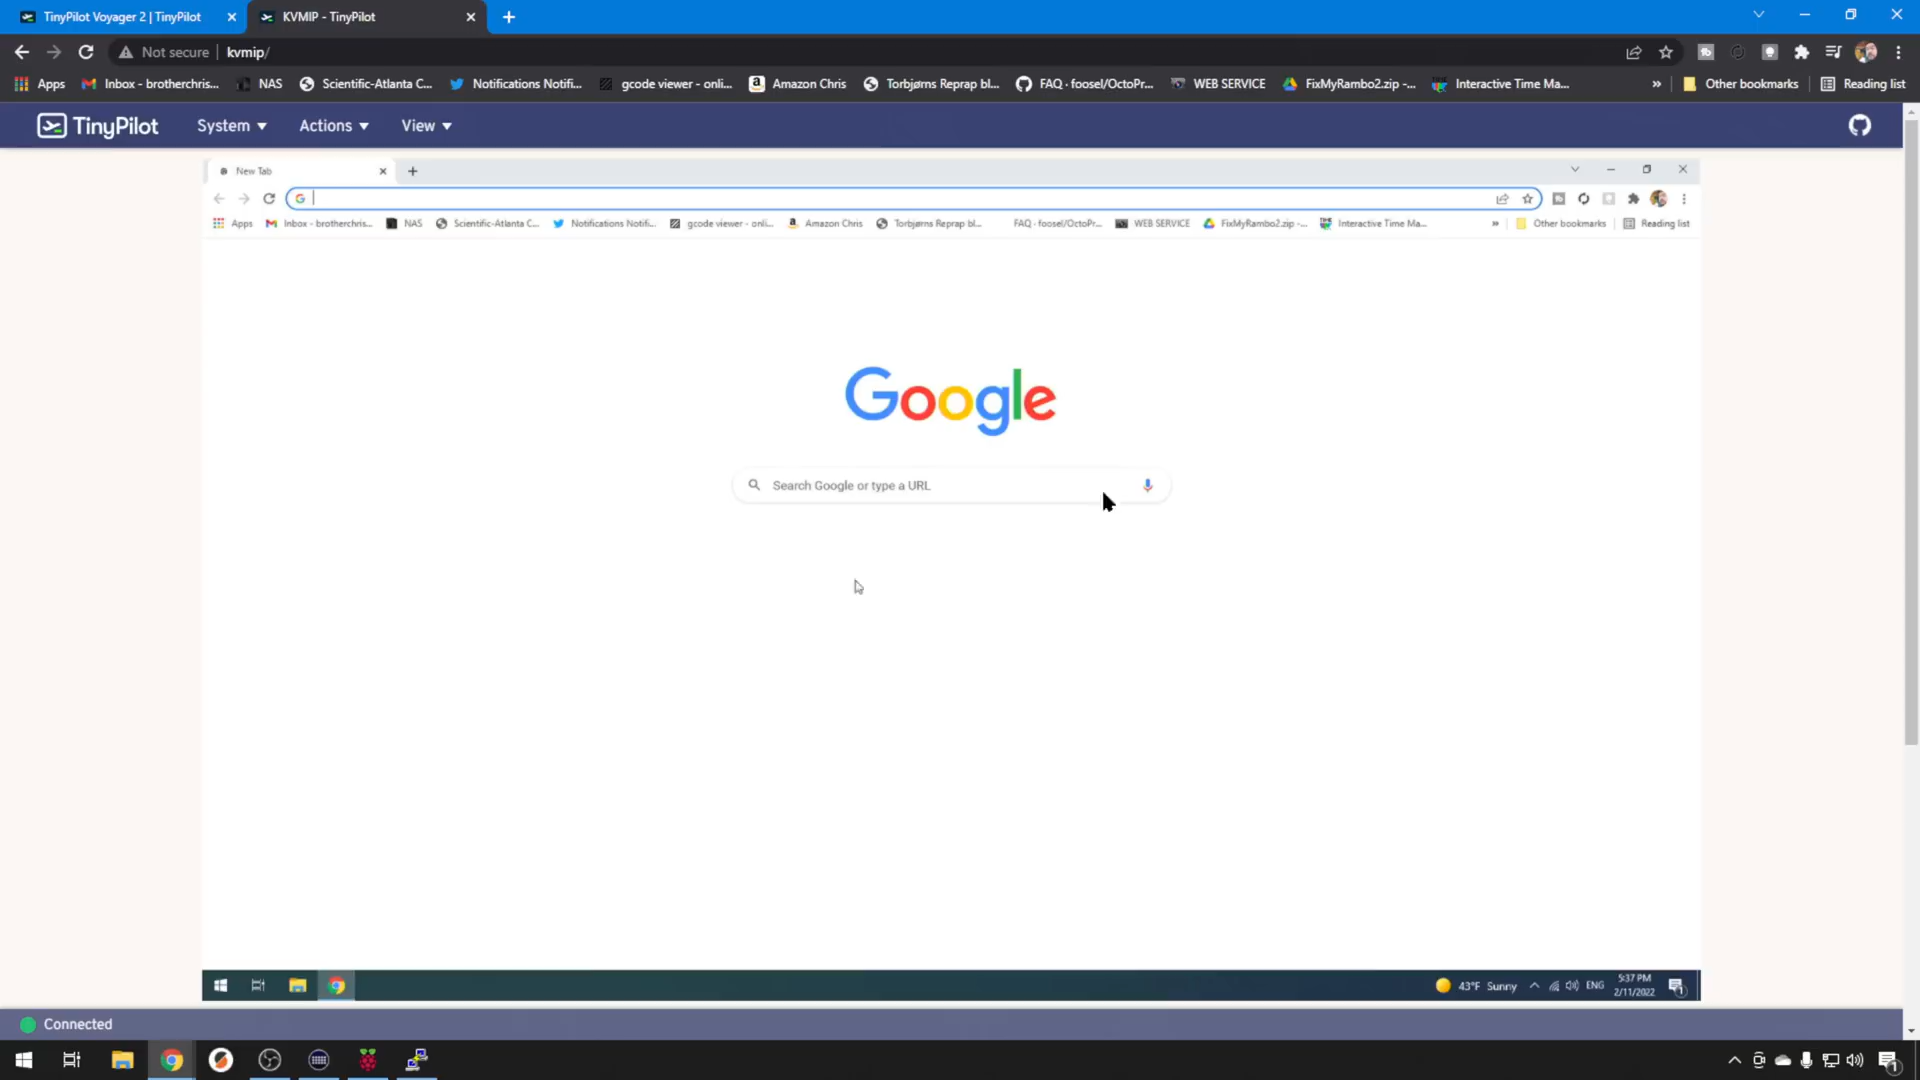 TinyPilot Voyager 2 | TinyPilot
KVMIP - TinyPilot
Not secure
kvmip/
Apps
Inbox - brotherchris...
NAS
Scientific-Atlanta C...
Notifications Notifi...
gcode viewer - onli...
Amazon Chris
Torbjørns Reprap bl...
FAQ · foosel/OctoPr...
WEB SERVICE
FixMyRambo2.zip -...
Interactive Time Ma...
»
Other bookmarks
Reading list
TinyPilot
System
Actions
View
New Tab
Apps
Inbox - brotherchris...
NAS
Scientific-Atlanta C...
Notifications Notifi...
gcode viewer - onli...
Amazon Chris
Torbjørns Reprap bl...
FAQ · foosel/OctoPr...
WEB SERVICE
FixMyRambo2.zip -...
Interactive Time Ma...
»
Other bookmarks
Reading list
Google
Search Google or type a URL
43°F Sunny
ENG
5:37 PM
2/11/2022
1
Connected
1